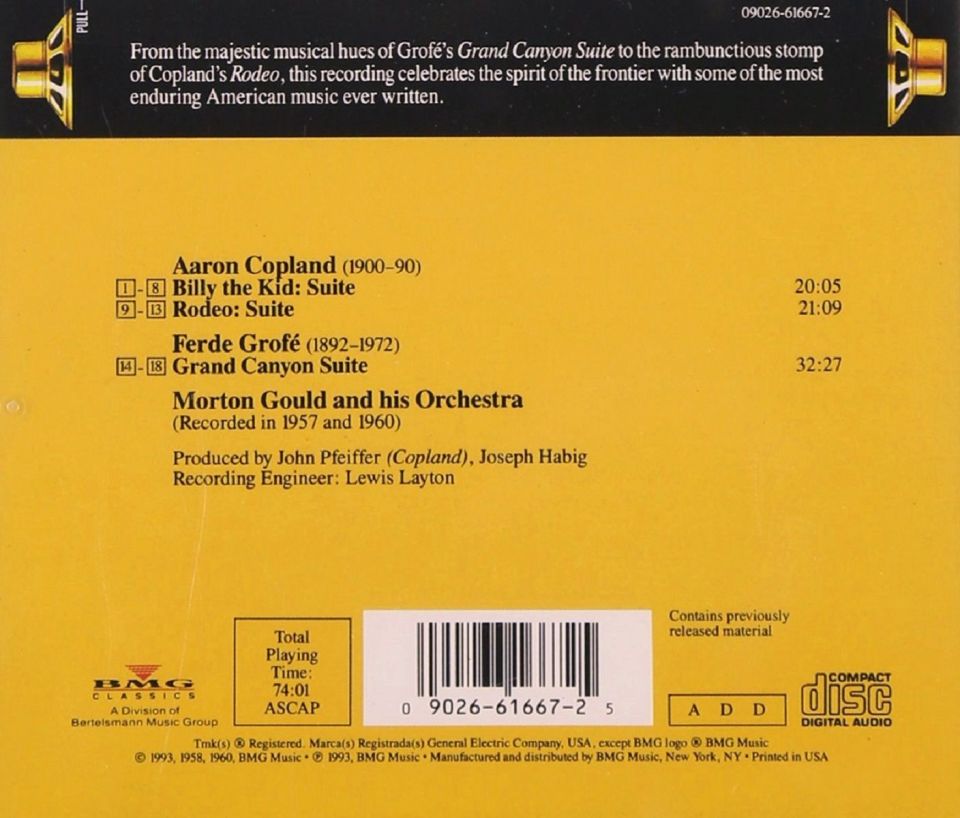 PULL—
09026-61667-2
From the majestic musical hues of Grofé's Grand Canyon Suite to the rambunctious stomp
of Copland's Rodeo, this recording celebrates the spirit of the frontier with some of the most
enduring American music ever written.
Aaron Copland (1900–90)
1-8 Billy the Kid: Suite 20:05
9-13 Rodeo: Suite 21:09
Ferde Grofé (1892–1972)
14-18 Grand Canyon Suite 32:27
Morton Gould and his Orchestra
(Recorded in 1957 and 1960)
Produced by John Pfeiffer (Copland), Joseph Habig
Recording Engineer: Lewis Layton
BMG
CLASSICS
A Division of
Bertelsmann Music Group
Total
Playing
Time:
74:01
ASCAP
0 9026-61667-2 5
Contains previously
released material
A D D
COMPACT
disc
DIGITAL AUDIO
Tmk(s) ® Registered. Marca(s) Registrada(s) General Electric Company, USA, except BMG logo ® BMG Music
© 1993, 1958, 1960, BMG Music • ℗ 1993, BMG Music • Manufactured and distributed by BMG Music, New York, NY • Printed in USA